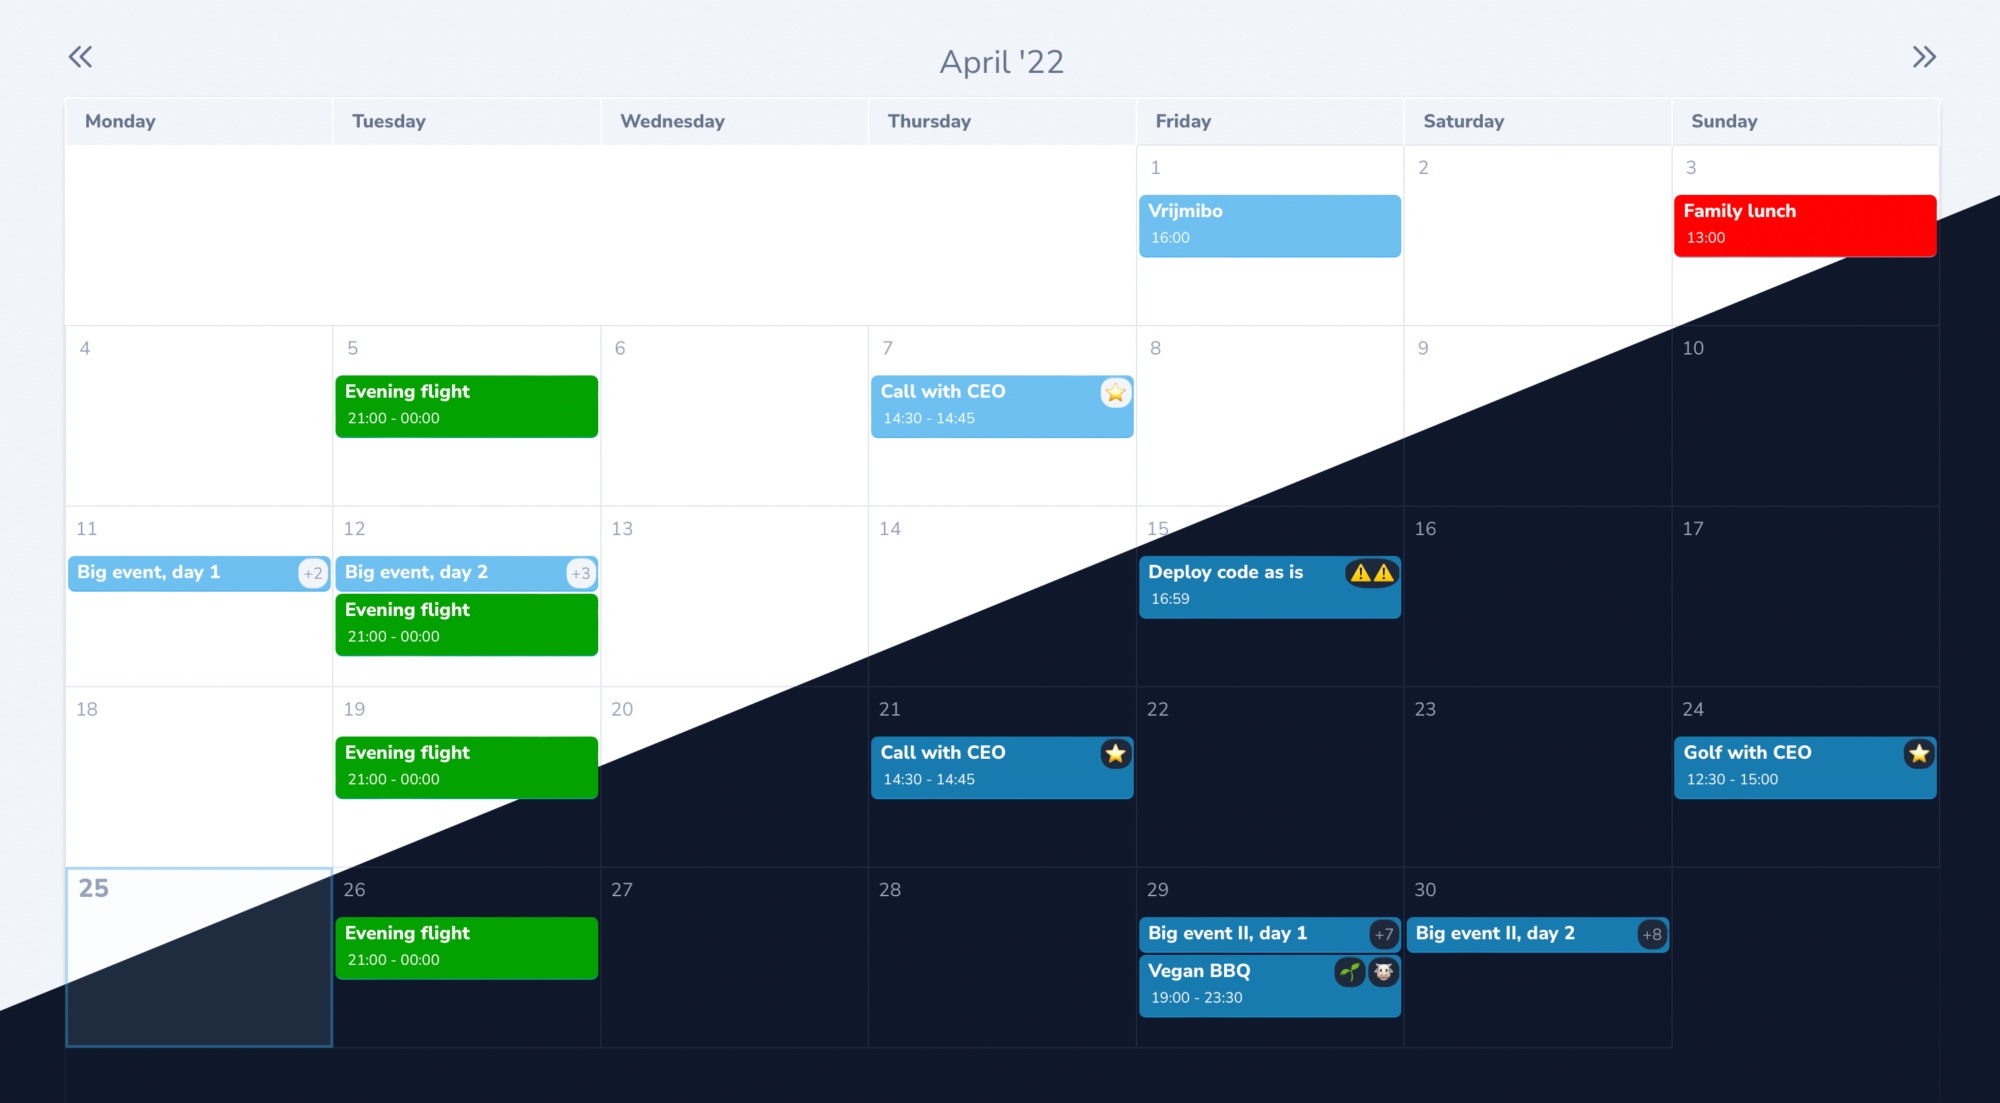 April '22
Monday Tuesday Wednesday Thursday Friday Saturday Sunday
1 2 3
Vrijmibo Family lunch
16:00 13:00
4 5 6 7 8 9 10
Evening flight Call with CEO
21:00 - 00:00 14:30 - 14:45
11 12 13 14 15 16 17
Big event, day 1 +2 Big event, day 2 +3 Deploy code as is
16:59
Evening flight
21:00 - 00:00
18 19 20 21 22 23 24
Evening flight Call with CEO Golf with CEO
21:00 - 00:00 14:30 - 14:45 12:30 - 15:00
25 26 27 28 29 30
Evening flight Big event II, day 1 +7 Big event II, day 2 +8
21:00 - 00:00
Vegan BBQ
19:00 - 23:30